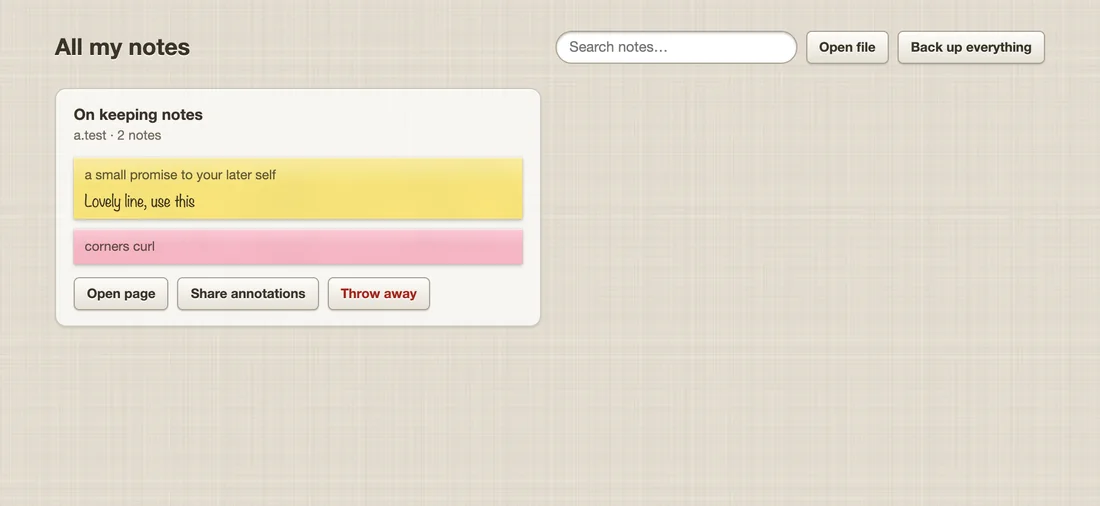 All my notes
Search notes…
Open file
Back up everything
On keeping notes
a.test · 2 notes
a small promise to your later self
Lovely line, use this
corners curl
Open page
Share annotations
Throw away